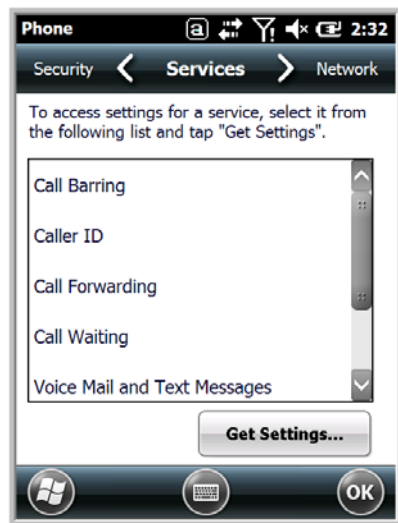 Phone a 2:32
Security Services Network
To access settings for a service, select it from
the following list and tap "Get Settings".
Call Barring
Caller ID
Call Forwarding
Call Waiting
Voice Mail and Text Messages
Get Settings...
OK